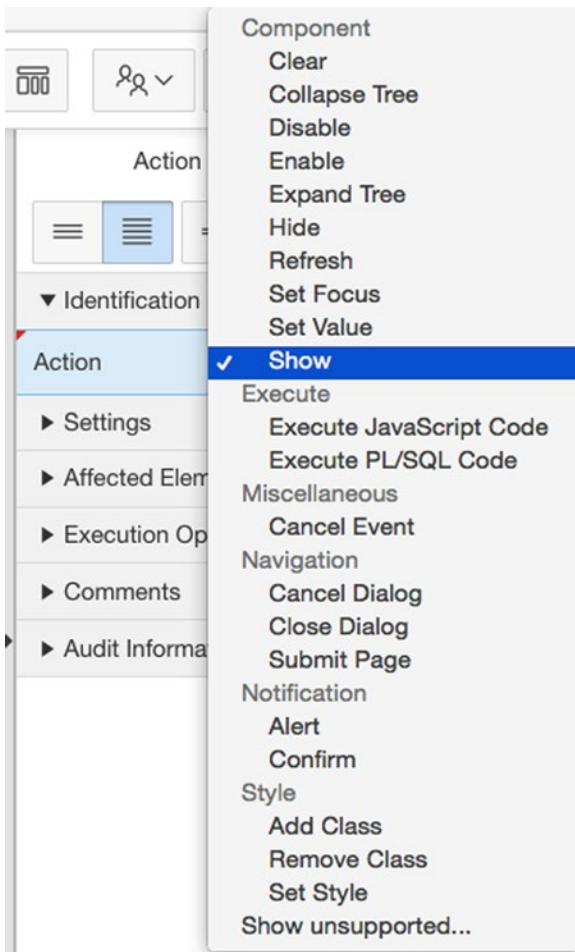 Component
Clear
Collapse Tree
Disable
Action
Enable
Expand Tree
Hide
Refresh
▼ Identification
Set Focus
Set Value
Action
✓ Show
Execute
▶ Settings
Execute JavaScript Code
Execute PL/SQL Code
▶ Affected Elem
Miscellaneous
Cancel Event
▶ Execution Op
Navigation
▶ Comments
Cancel Dialog
Close Dialog
▶ Audit Informa
Submit Page
Notification
Alert
Confirm
Style
Add Class
Remove Class
Set Style
Show unsupported...